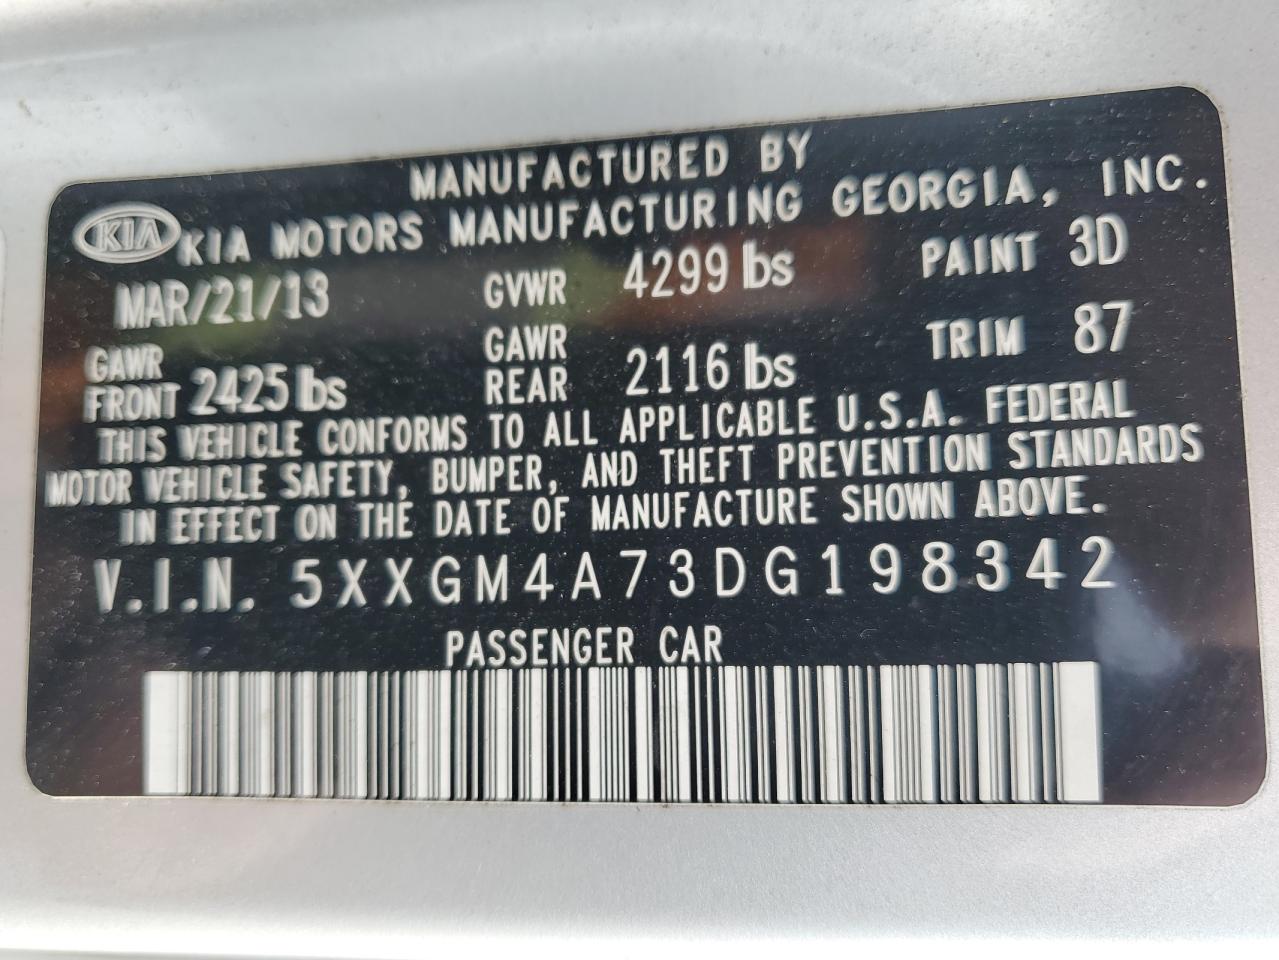 MANUFACTURED BY
KIA KIA MOTORS MANUFACTURING GEORGIA, INC.
MAR/21/13 GVWR 4299 lbs PAINT 3D
GAWR FRONT 2425 lbs GAWR REAR 2116 lbs TRIM 87
THIS VEHICLE CONFORMS TO ALL APPLICABLE U.S.A. FEDERAL
MOTOR VEHICLE SAFETY, BUMPER, AND THEFT PREVENTION STANDARDS
IN EFFECT ON THE DATE OF MANUFACTURE SHOWN ABOVE.
V.I.N. 5XXGM4A73DG198342
PASSENGER CAR